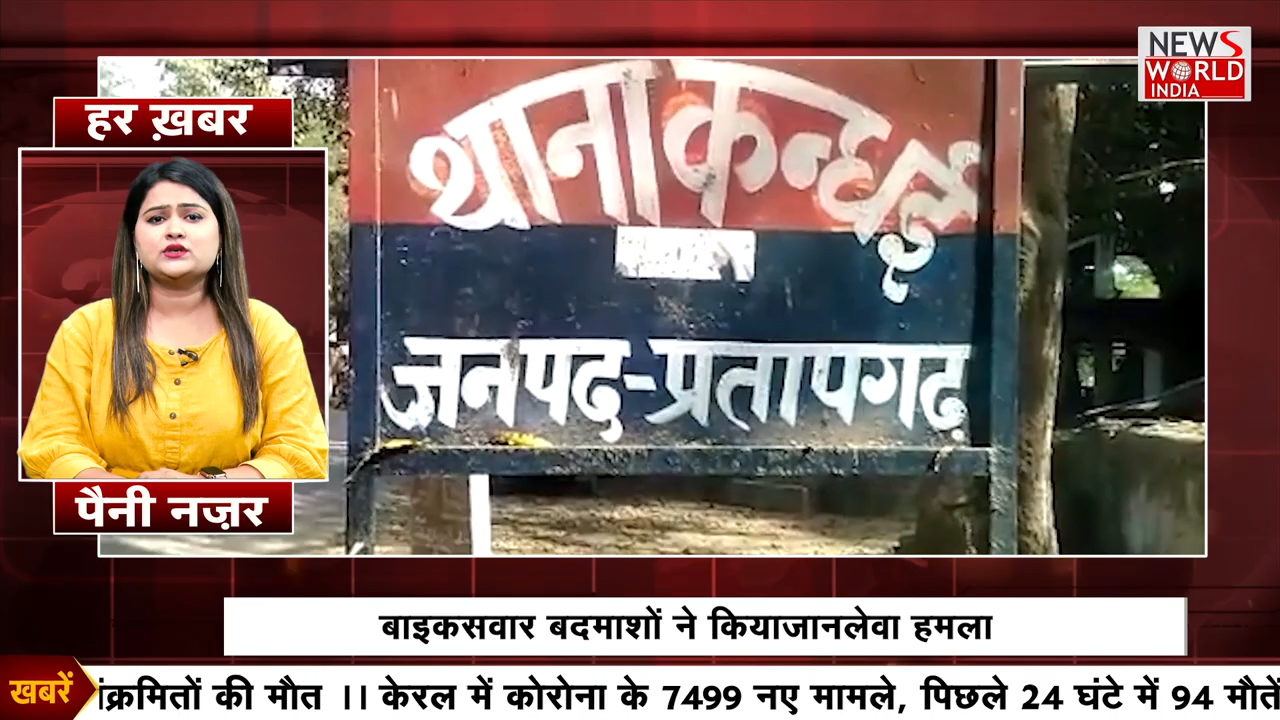 NEWS
WORLD
INDIA
हर ख़बर
थाना कन्धई
जनपद-प्रतापगढ़
पैनी नज़र
बाइकसवार बदमाशों ने कियाजानलेवा हमला
खबरें
ंक्रमितों की मौत ।। केरल में कोरोना के 7499 नए मामले, पिछले 24 घंटे में 94 मौतें